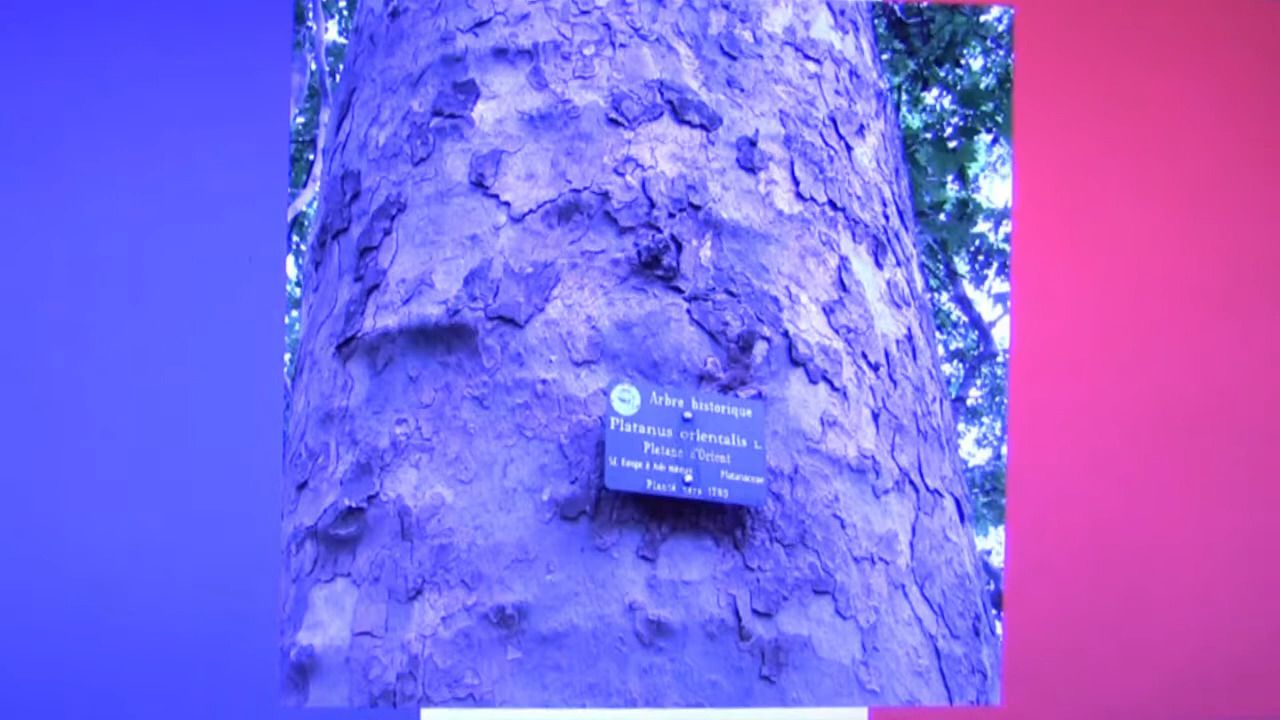 Arbre historique
Platanus orientalis L.
Platane d'Orient
Platanaceae
Planté vers